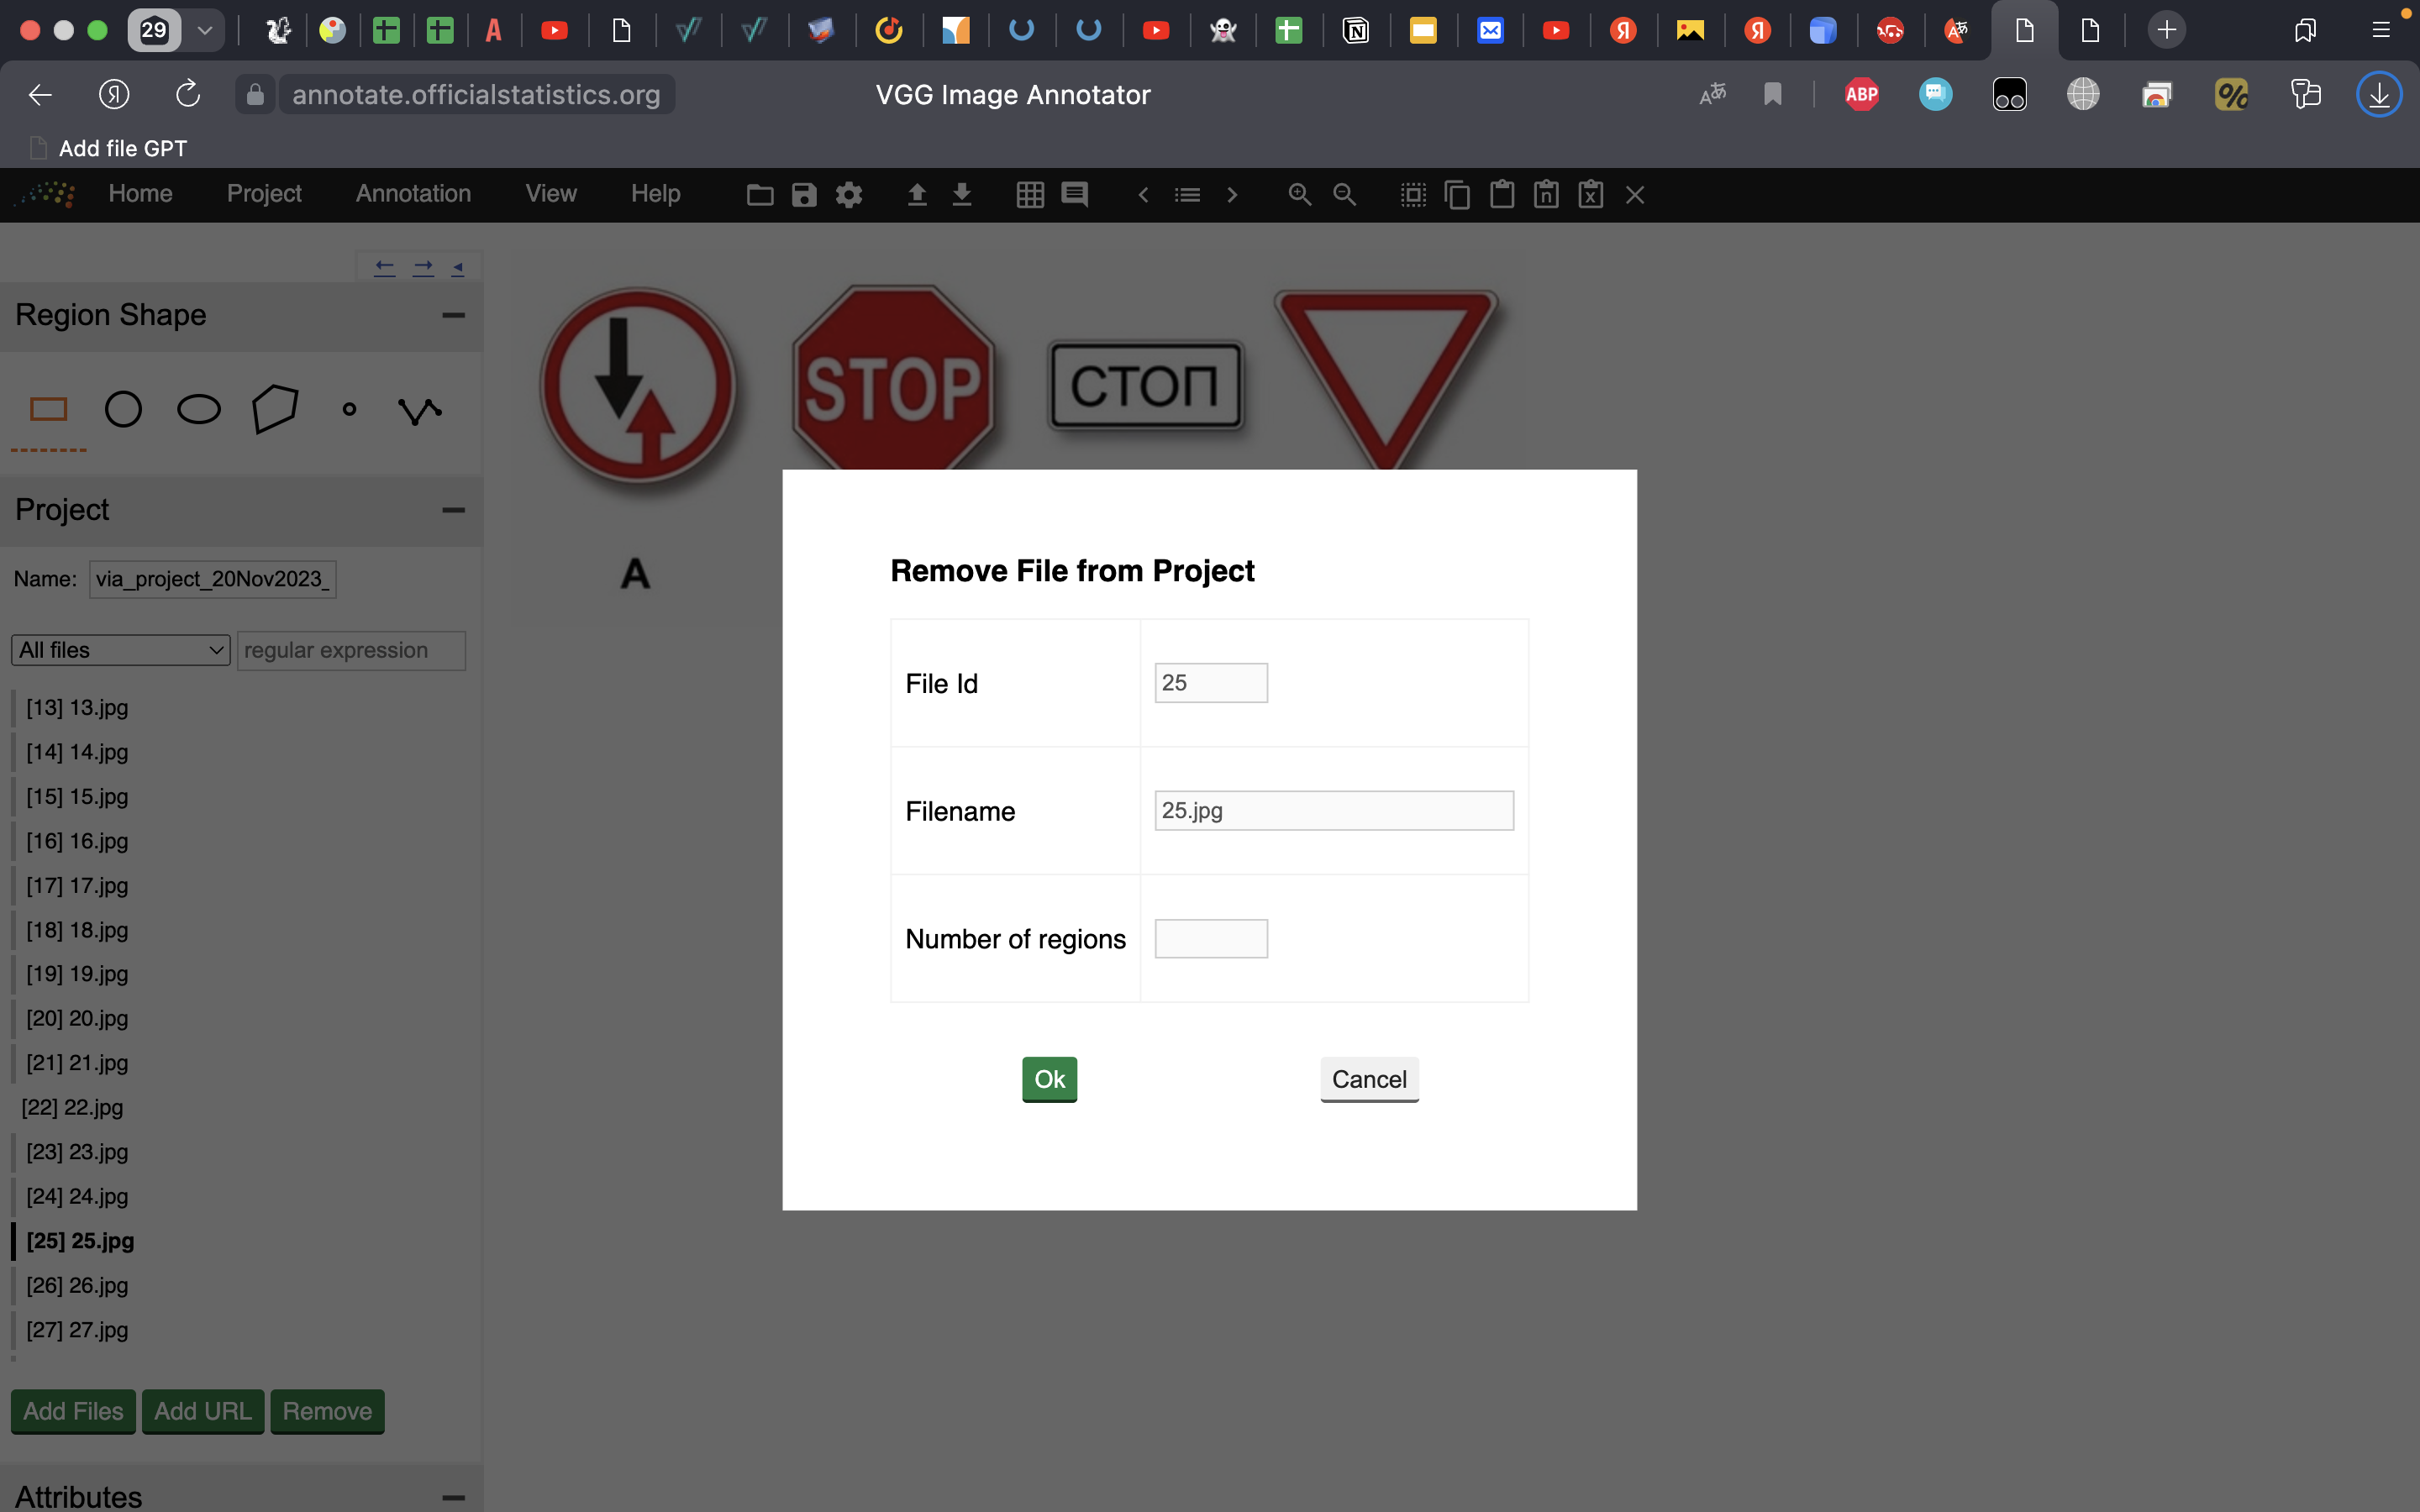 29
annotate.officialstatistics.org
VGG Image Annotator
ABP
Add file GPT
Home
Project
Annotation
View
Help
Region Shape
STOP
СТОП
A
Project
Name:
via_project_20Nov2023_
All files
regular expression
[13] 13.jpg
[14] 14.jpg
[15] 15.jpg
[16] 16.jpg
[17] 17.jpg
[18] 18.jpg
[19] 19.jpg
[20] 20.jpg
[21] 21.jpg
[22] 22.jpg
[23] 23.jpg
[24] 24.jpg
[25] 25.jpg
[26] 26.jpg
[27] 27.jpg
Add Files
Add URL
Remove
Attributes
Remove File from Project
File Id
25
Filename
25.jpg
Number of regions
Ok
Cancel